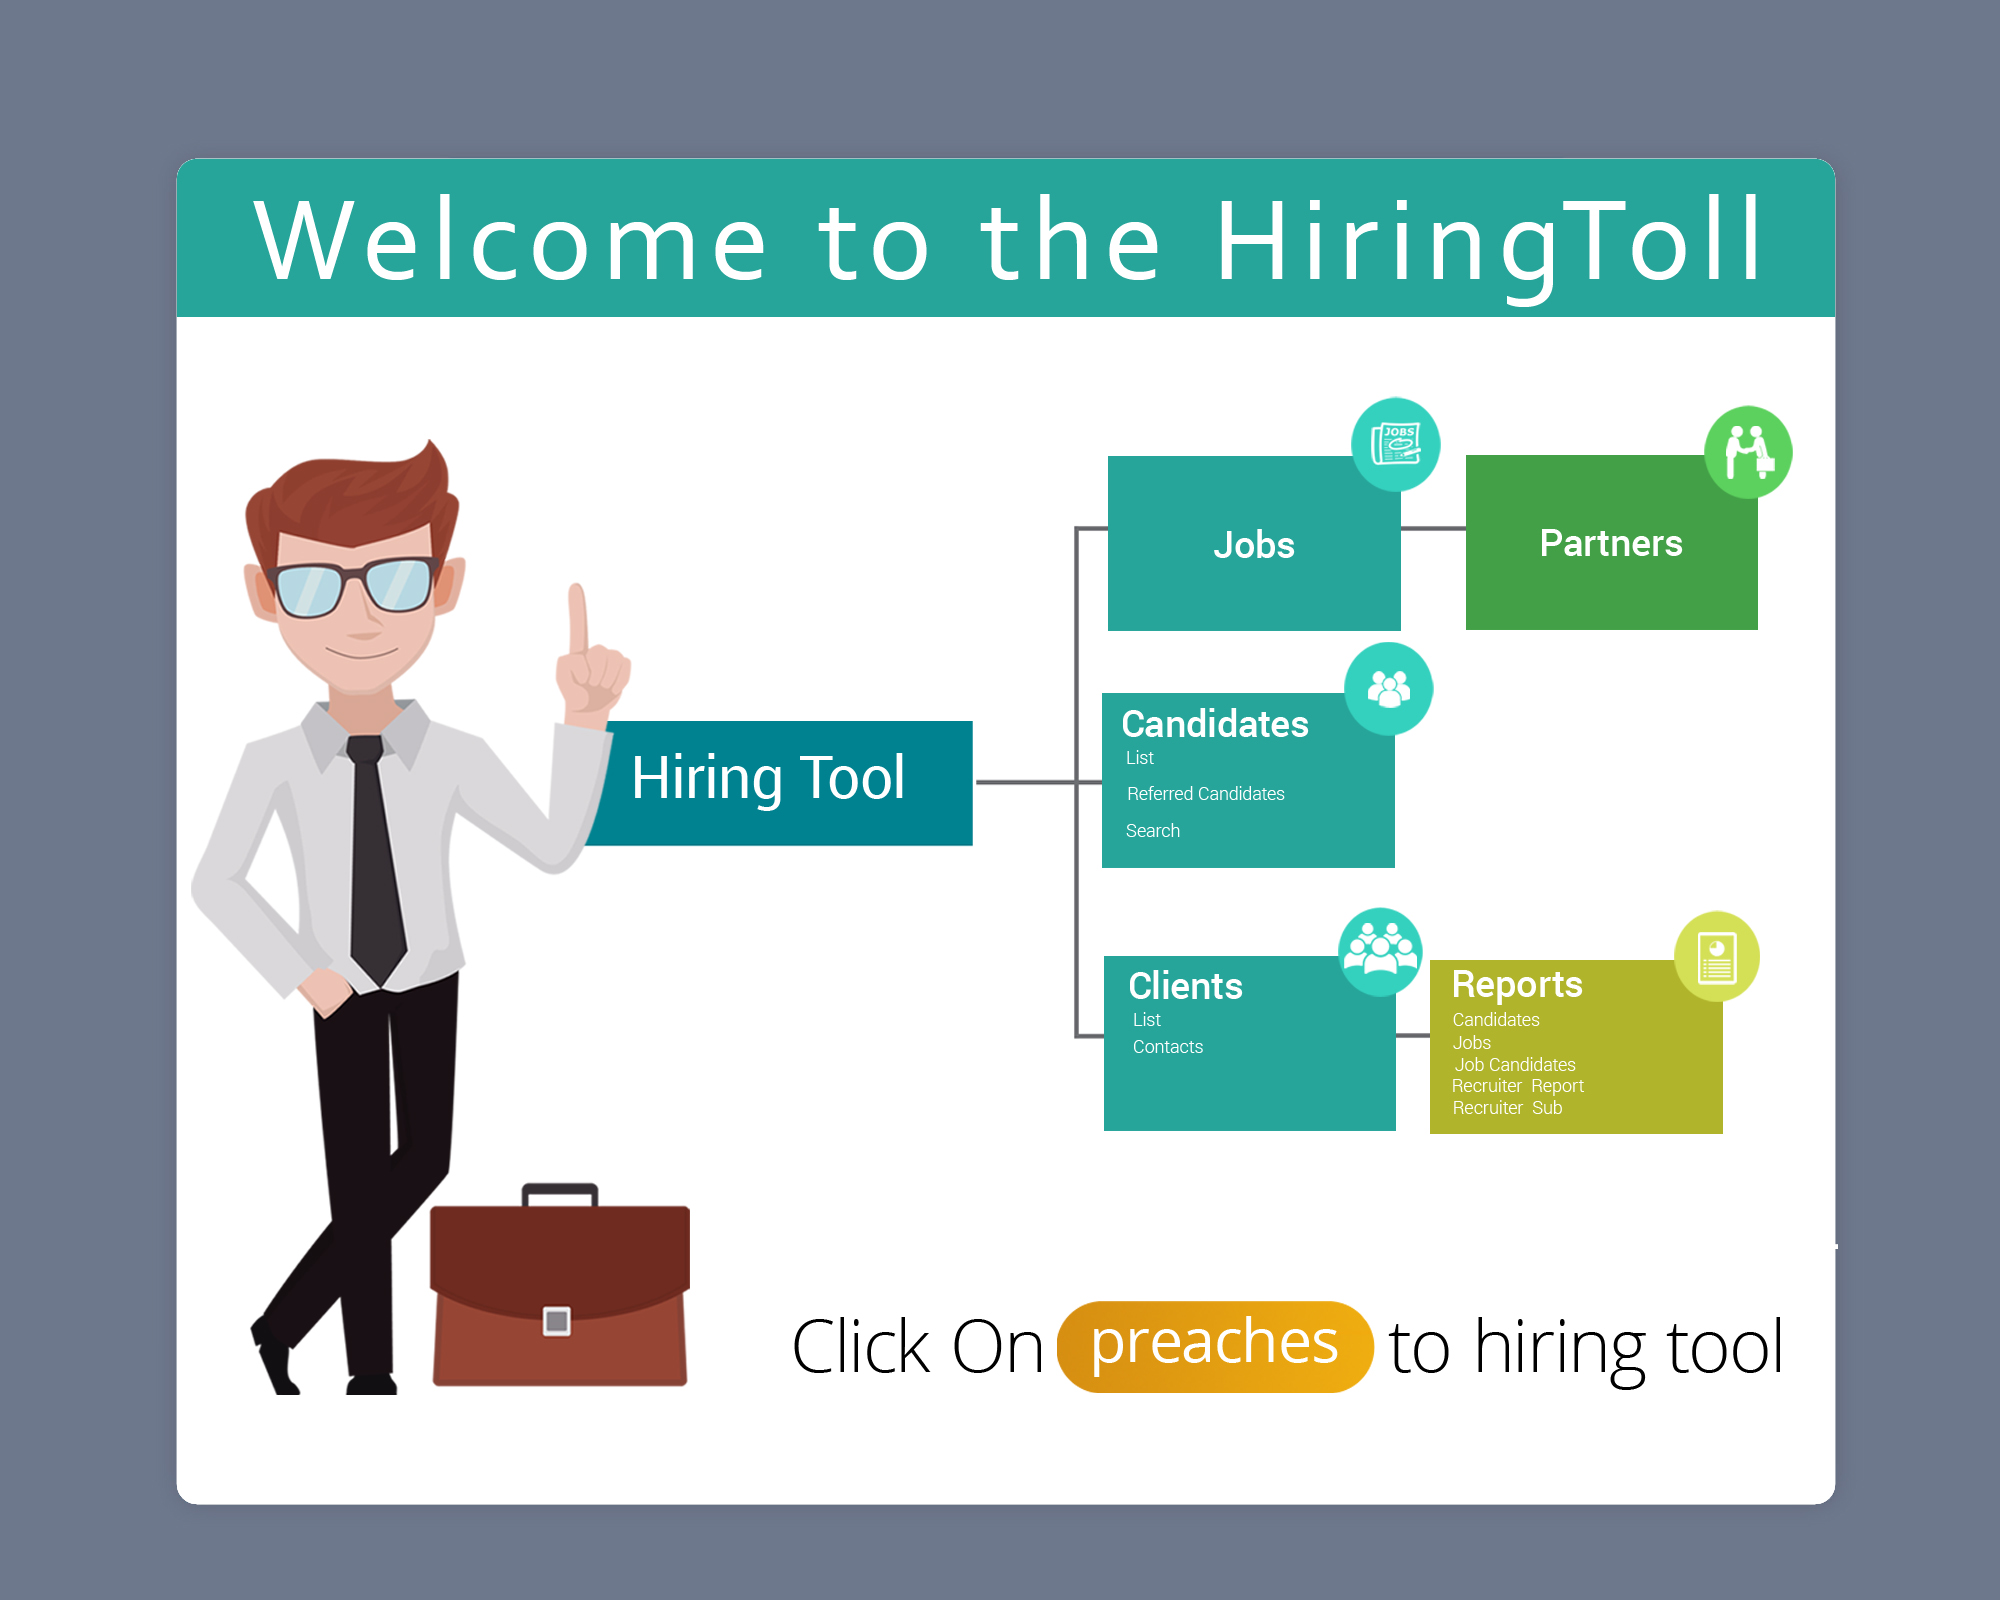 Welcome to the HiringToll
JOBS
Jobs
Partners
Hiring Tool
Candidates
List
Referred Candidates
Search
Clients
List
Contacts
Reports
Candidates
Jobs
Job Candidates
Recruiter Report
Recruiter Sub
Click On preaches to hiring tool